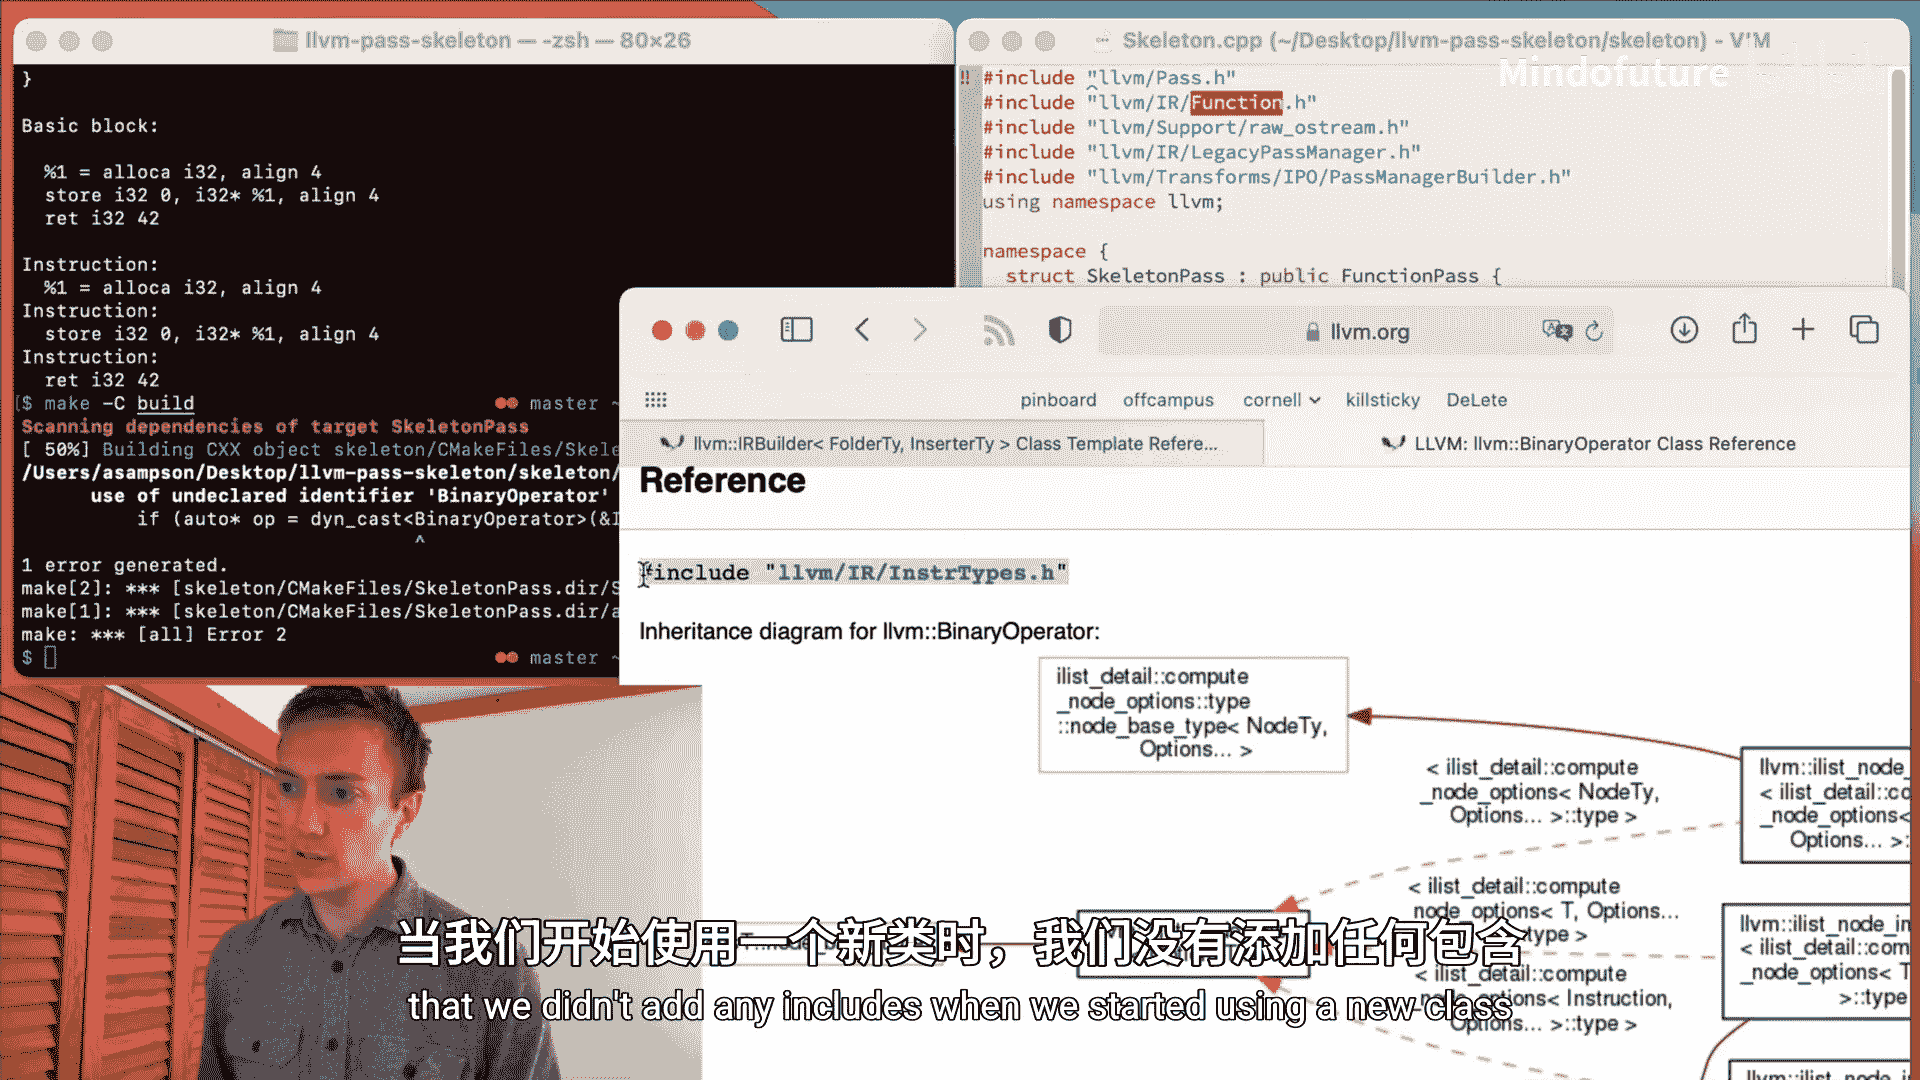 llvm-pass-skeleton — -zsh — 80×26
}
Basic block:
%1 = alloca i32, align 4
store i32 0, i32* %1, align 4
ret i32 42
Instruction:
%1 = alloca i32, align 4
Instruction:
store i32 0, i32* %1, align 4
Instruction:
ret i32 42
[$ make -C build master ~
Scanning dependencies of target SkeletonPass
[ 50%] Building CXX object skeleton/CMakeFiles/Skele
/Users/asampson/Desktop/llvm-pass-skeleton/skeleton/
use of undeclared identifier 'BinaryOperator'
if (auto* op = dyn_cast<BinaryOperator>(&I
^
1 error generated.
make[2]: *** [skeleton/CMakeFiles/SkeletonPass.dir/S
make[1]: *** [skeleton/CMakeFiles/SkeletonPass.dir/a
make: *** [all] Error 2
$ master ~
Skeleton.cpp (~/Desktop/llvm-pass-skeleton/skeleton) - V'M
Mindofuture
!! #include "llvm/Pass.h"
#include "llvm/IR/Function.h"
#include "llvm/Support/raw_ostream.h"
#include "llvm/IR/LegacyPassManager.h"
#include "llvm/Transforms/IPO/PassManagerBuilder.h"
using namespace llvm;
namespace {
struct SkeletonPass : public FunctionPass {
llvm.org
pinboard offcampus cornell killsticky DeLete
llvm::IRBuilder< FolderTy, InserterTy > Class Template Refere...
LLVM: llvm::BinaryOperator Class Reference
Reference
#include "llvm/IR/InstrTypes.h"
Inheritance diagram for llvm::BinaryOperator:
ilist_detail::compute
_node_options::type
::node_base_type< NodeTy,
Options... >
< ilist_detail::compute
_node_options< NodeTy,
Options... >::type >
llvm::ilist_node_
< ilist_detail::co
_node_options<
Options... >:
< ilist_detail::compute
node_options< T, Options...
type >
llvm::ilist_node_in
< ilist_detail::com
_node_options< T
>::type
< ilist_detail::compute
node_options< Instruction,
Options... >::type >
当我们开始使用一个新类时，我们没有添加任何包含
that we didn't add any includes when we started using a new class